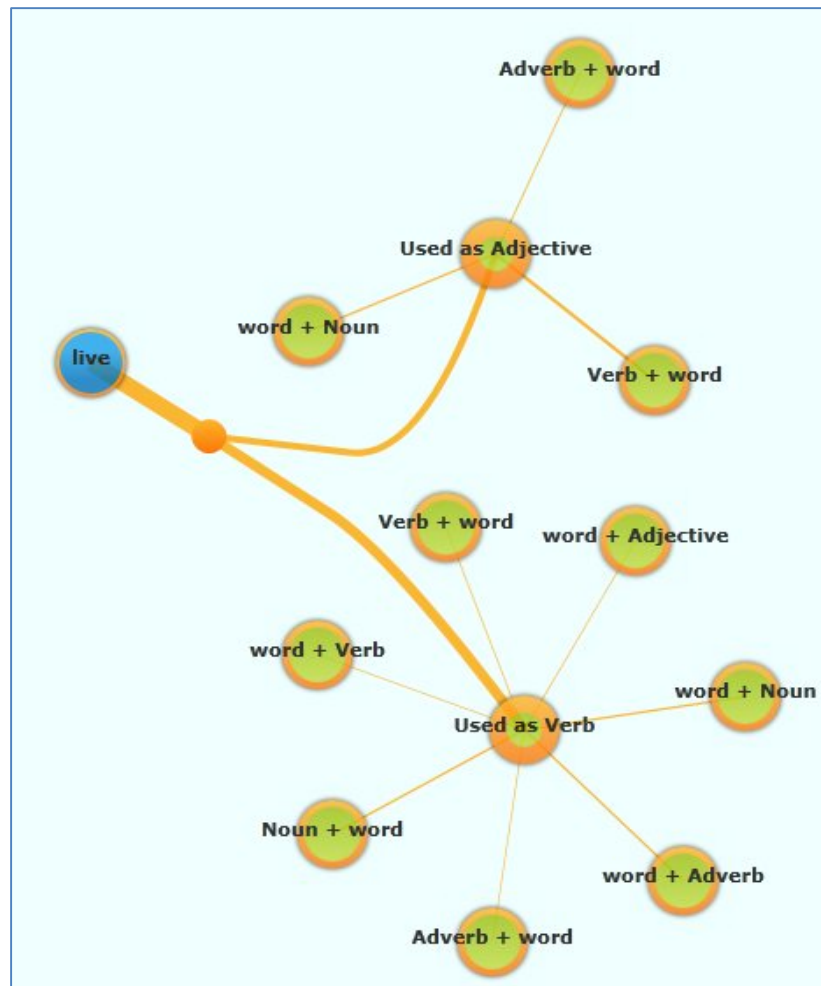 Adverb + word
Used as Adjective
word + Noun
live
Verb + word
Verb + word
word + Adjective
word + Verb
word + Noun
Used as Verb
Noun + word
word + Adverb
Adverb + word